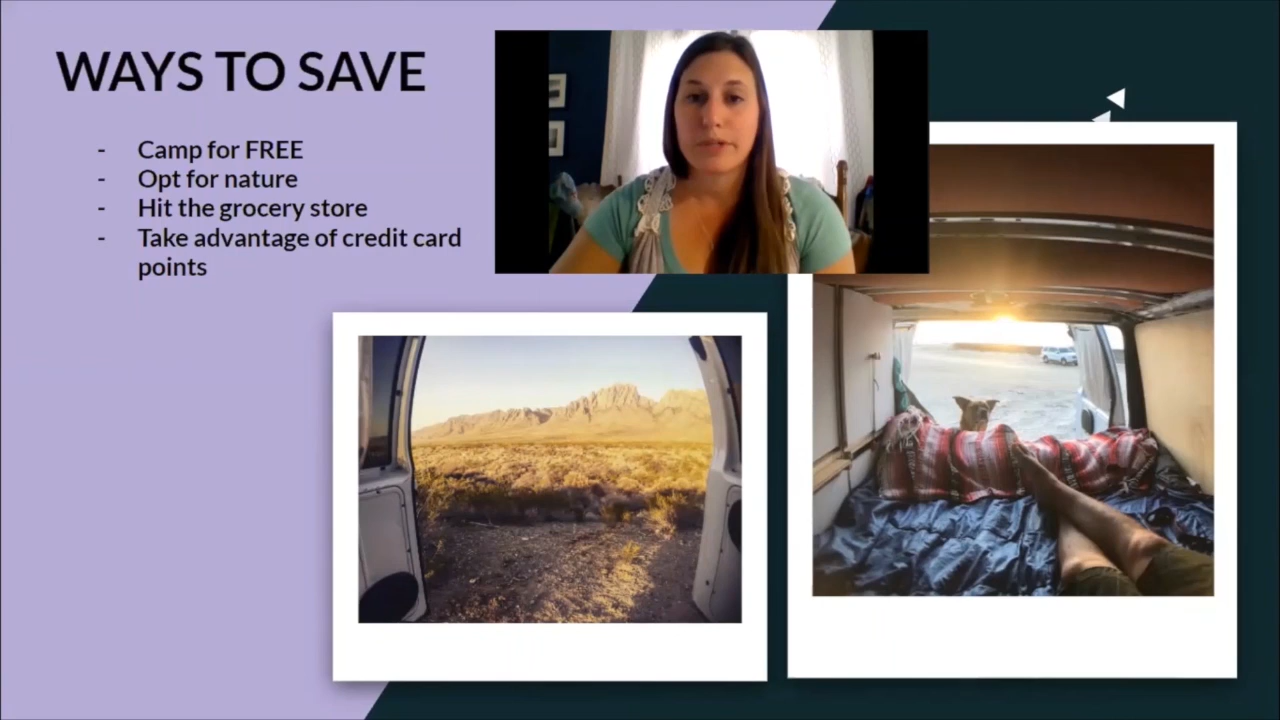 WAYS TO SAVE
- Camp for FREE
- Opt for nature
- Hit the grocery store
- Take advantage of credit card
points